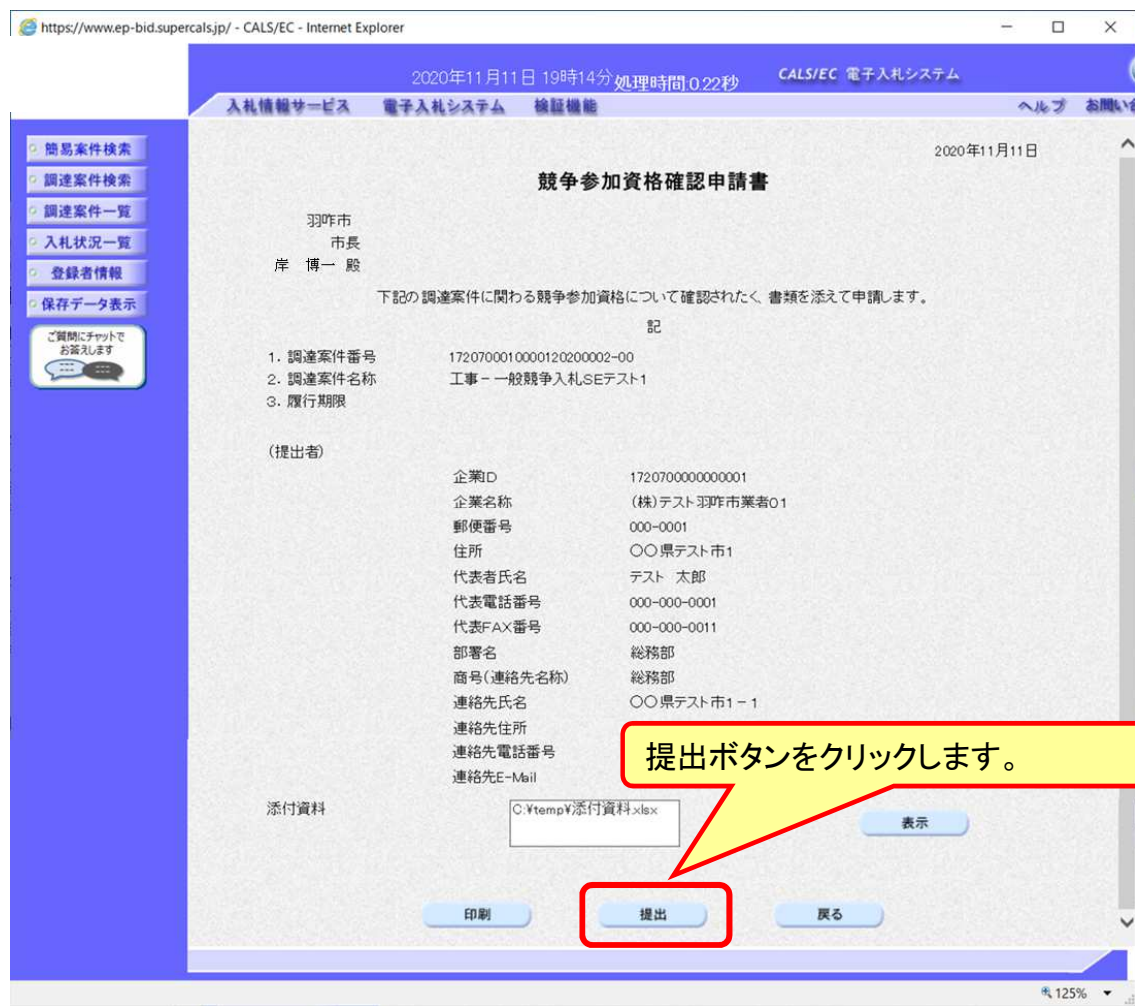 https://www.ep-bid.supercals.jp/ - CALS/EC - Internet Explorer
2020年11月11日 19時14分 処理時間:0.22秒 CALS/EC 電子入札システム
入札情報サービス 電子入札システム 検証機能 ヘルプ お問い合
簡易案件検索
調達案件検索
調達案件一覧
入札状況一覧
登録者情報
保存データ表示
ご質問にチャットで
お答えします
2020年11月11日
競争参加資格確認申請書
羽咋市
市長
岸 博一 殿
下記の調達案件に関わる競争参加資格について確認されたく、書類を添えて申請します。
記
1. 調達案件番号 1720700010000120200002-00
2. 調達案件名称 工事－一般競争入札SEテスト1
3. 履行期限
(提出者)
企業ID 1720700000000001
企業名称 (株)テスト羽咋市業者01
郵便番号 000-0001
住所 〇〇県テスト市1
代表者氏名 テスト 太郎
代表電話番号 000-000-0001
代表FAX番号 000-000-0011
部署名 総務部
商号(連絡先名称) 総務部
連絡先氏名 〇〇県テスト市1－1
連絡先住所
連絡先電話番号
連絡先E-Mail
提出ボタンをクリックします。
添付資料 C:¥temp¥添付資料.xlsx 表示
印刷 提出 戻る
125%